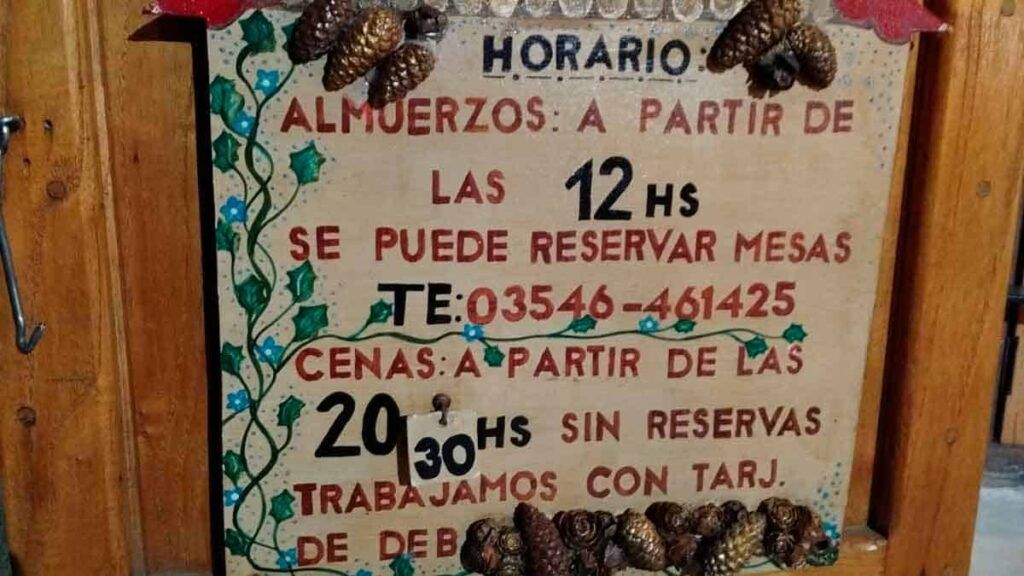 HORARIO:
ALMUERZOS: A PARTIR DE
LAS 12 HS
SE PUEDE RESERVAR MESAS
TE: 03546-461425
CENAS: A PARTIR DE LAS
20 30 HS SIN RESERVAS
TRABAJAMOS CON TARJ.
DE DEB